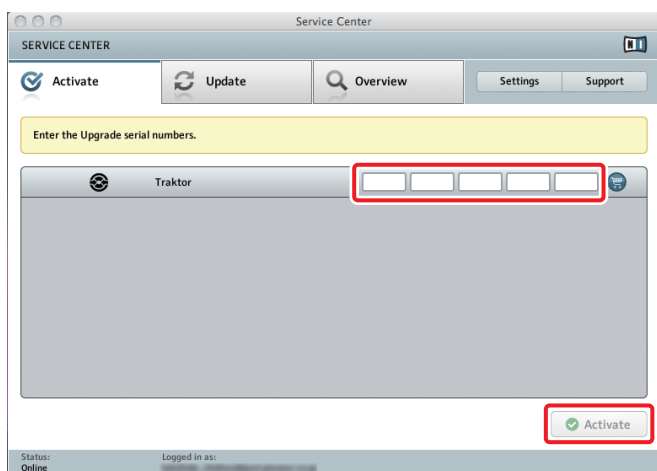 Service Center
SERVICE CENTER
Activate Update Overview Settings Support
Enter the Upgrade serial numbers.
Traktor
Activate
Status: Logged in as:
Online